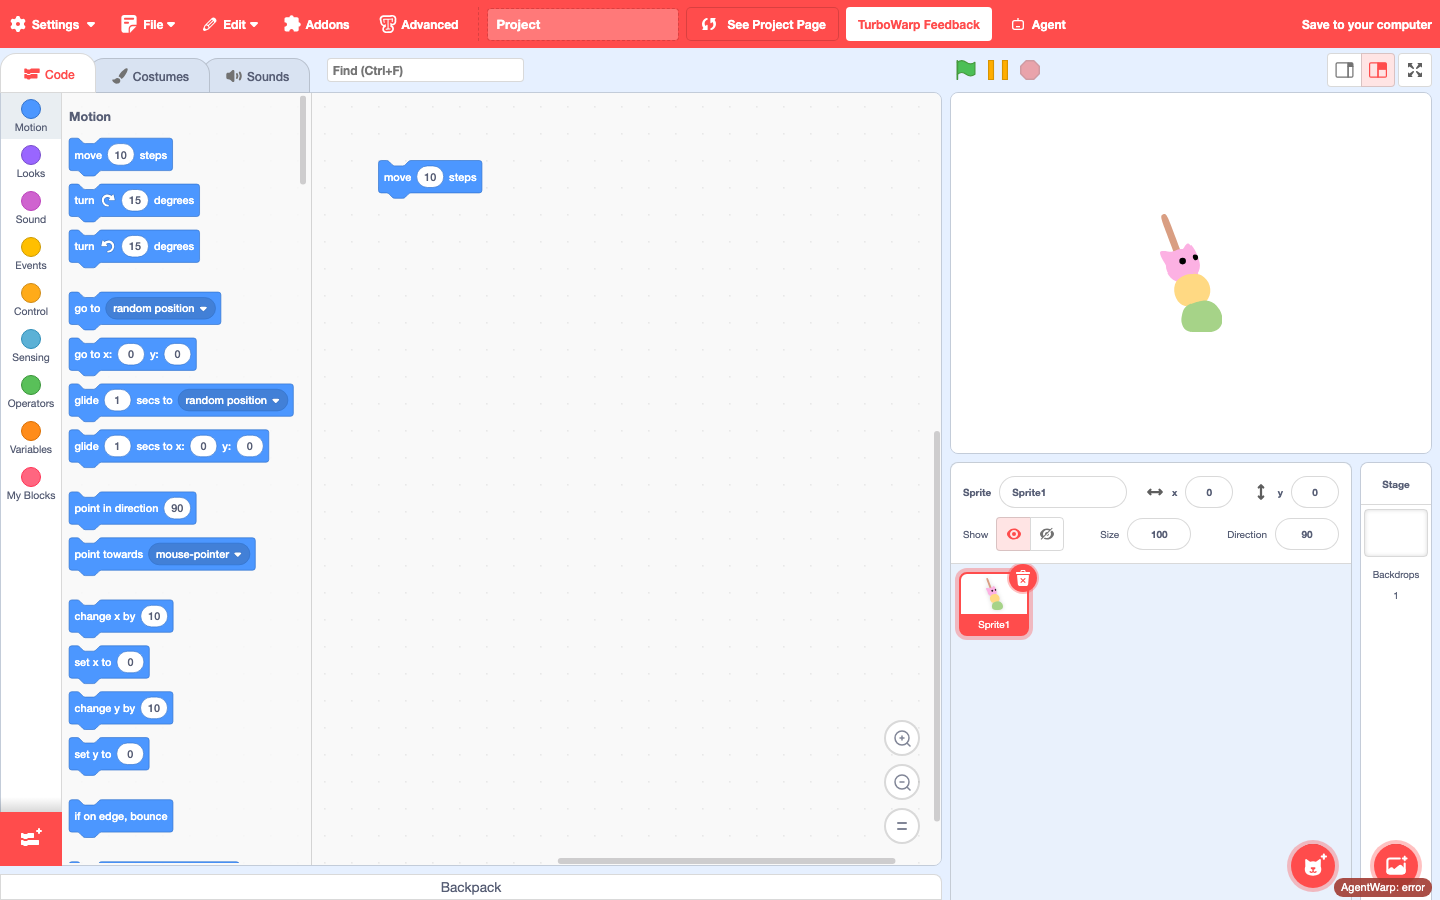 Settings
File
Edit
Addons
Advanced
Project
See Project Page
TurboWarp Feedback
Agent
Save to your computer
Code
Costumes
Sounds
Find (Ctrl+F)
Motion
Looks
Sound
Events
Control
Sensing
Operators
Variables
My Blocks
Motion
move 10 steps
turn 15 degrees
turn 15 degrees
go to random position
go to x: 0 y: 0
glide 1 secs to random position
glide 1 secs to x: 0 y: 0
point in direction 90
point towards mouse-pointer
change x by 10
set x to 0
change y by 10
set y to 0
if on edge, bounce
move 10 steps
Backpack
Sprite Sprite1 x 0 y 0
Show Size 100 Direction 90
Sprite1
Stage
Backdrops
1
AgentWarp: error